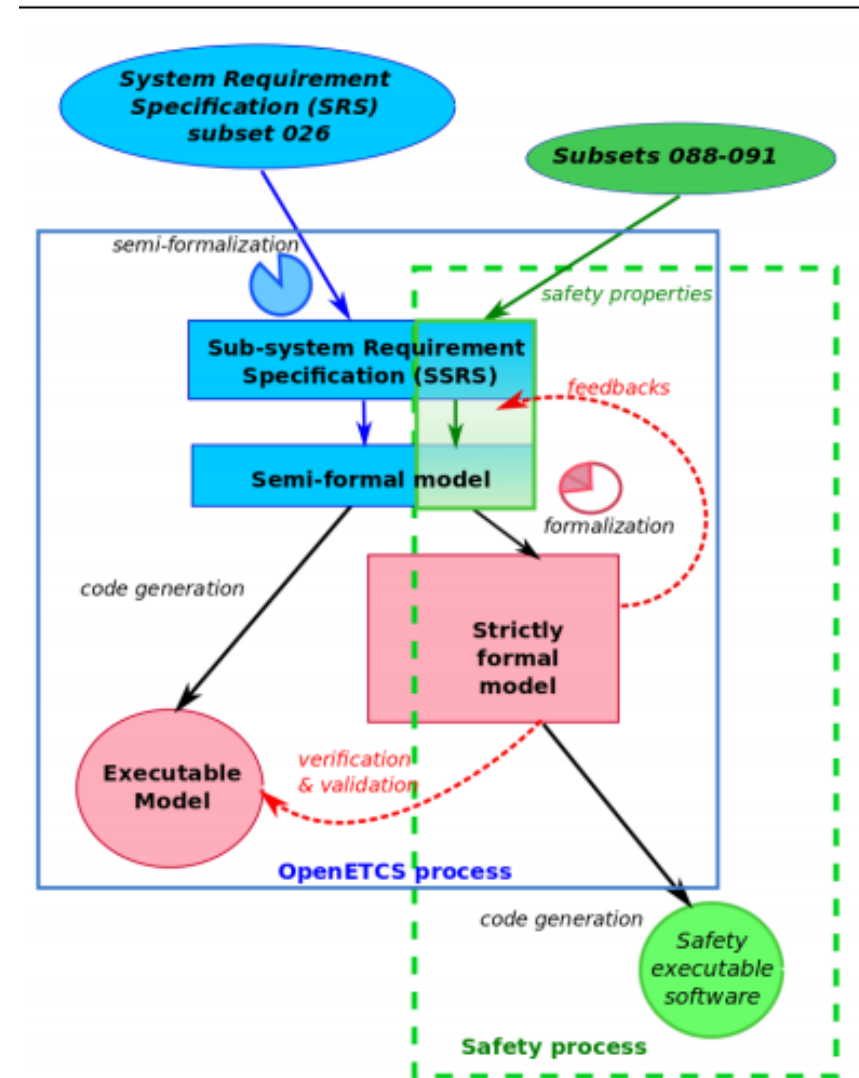 System Requirement
Specification (SRS)
subset 026
Subsets 088-091
semi-formalization
safety properties
Sub-system Requirement
Specification (SSRS)
feedbacks
Semi-formal model
formalization
code generation
Strictly
formal
model
verification
& validation
Executable
Model
OpenETCS process
code generation
Safety
executable
software
Safety process